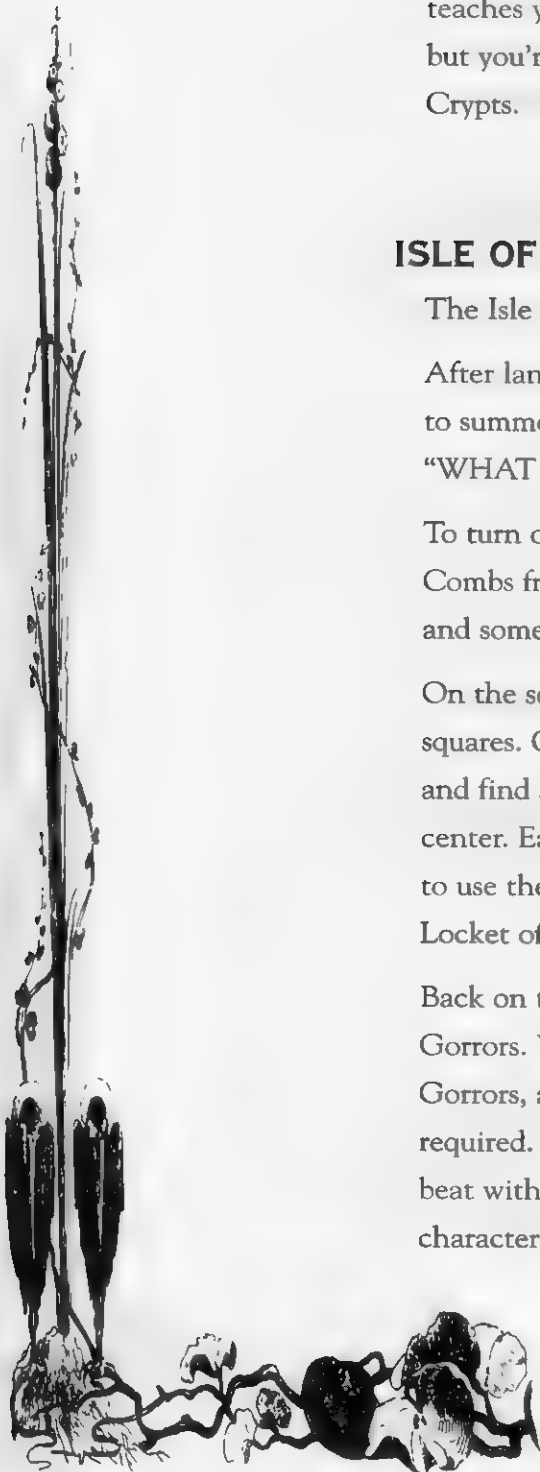 teaches y
but you'r
Crypts.
ISLE OF
The Isle
After lan
to summo
"WHAT
To turn o
Combs fr
and some
On the se
squares. C
and find
center. Ea
to use the
Locket of
Back on t
Gorrors. V
Gorrors, a
required.
beat with
character